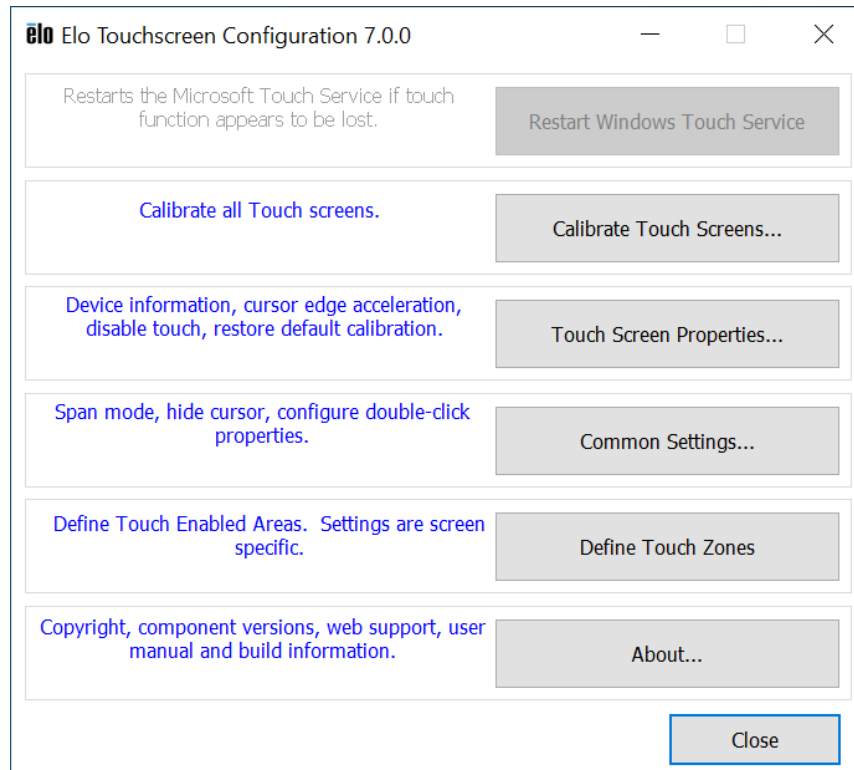 elo Elo Touchscreen Configuration 7.0.0
Restarts the Microsoft Touch Service if touch
function appears to be lost.
Restart Windows Touch Service
Calibrate all Touch screens.
Calibrate Touch Screens...
Device information, cursor edge acceleration,
disable touch, restore default calibration.
Touch Screen Properties...
Span mode, hide cursor, configure double-click
properties.
Common Settings...
Define Touch Enabled Areas.  Settings are screen
specific.
Define Touch Zones
Copyright, component versions, web support, user
manual and build information.
About...
Close